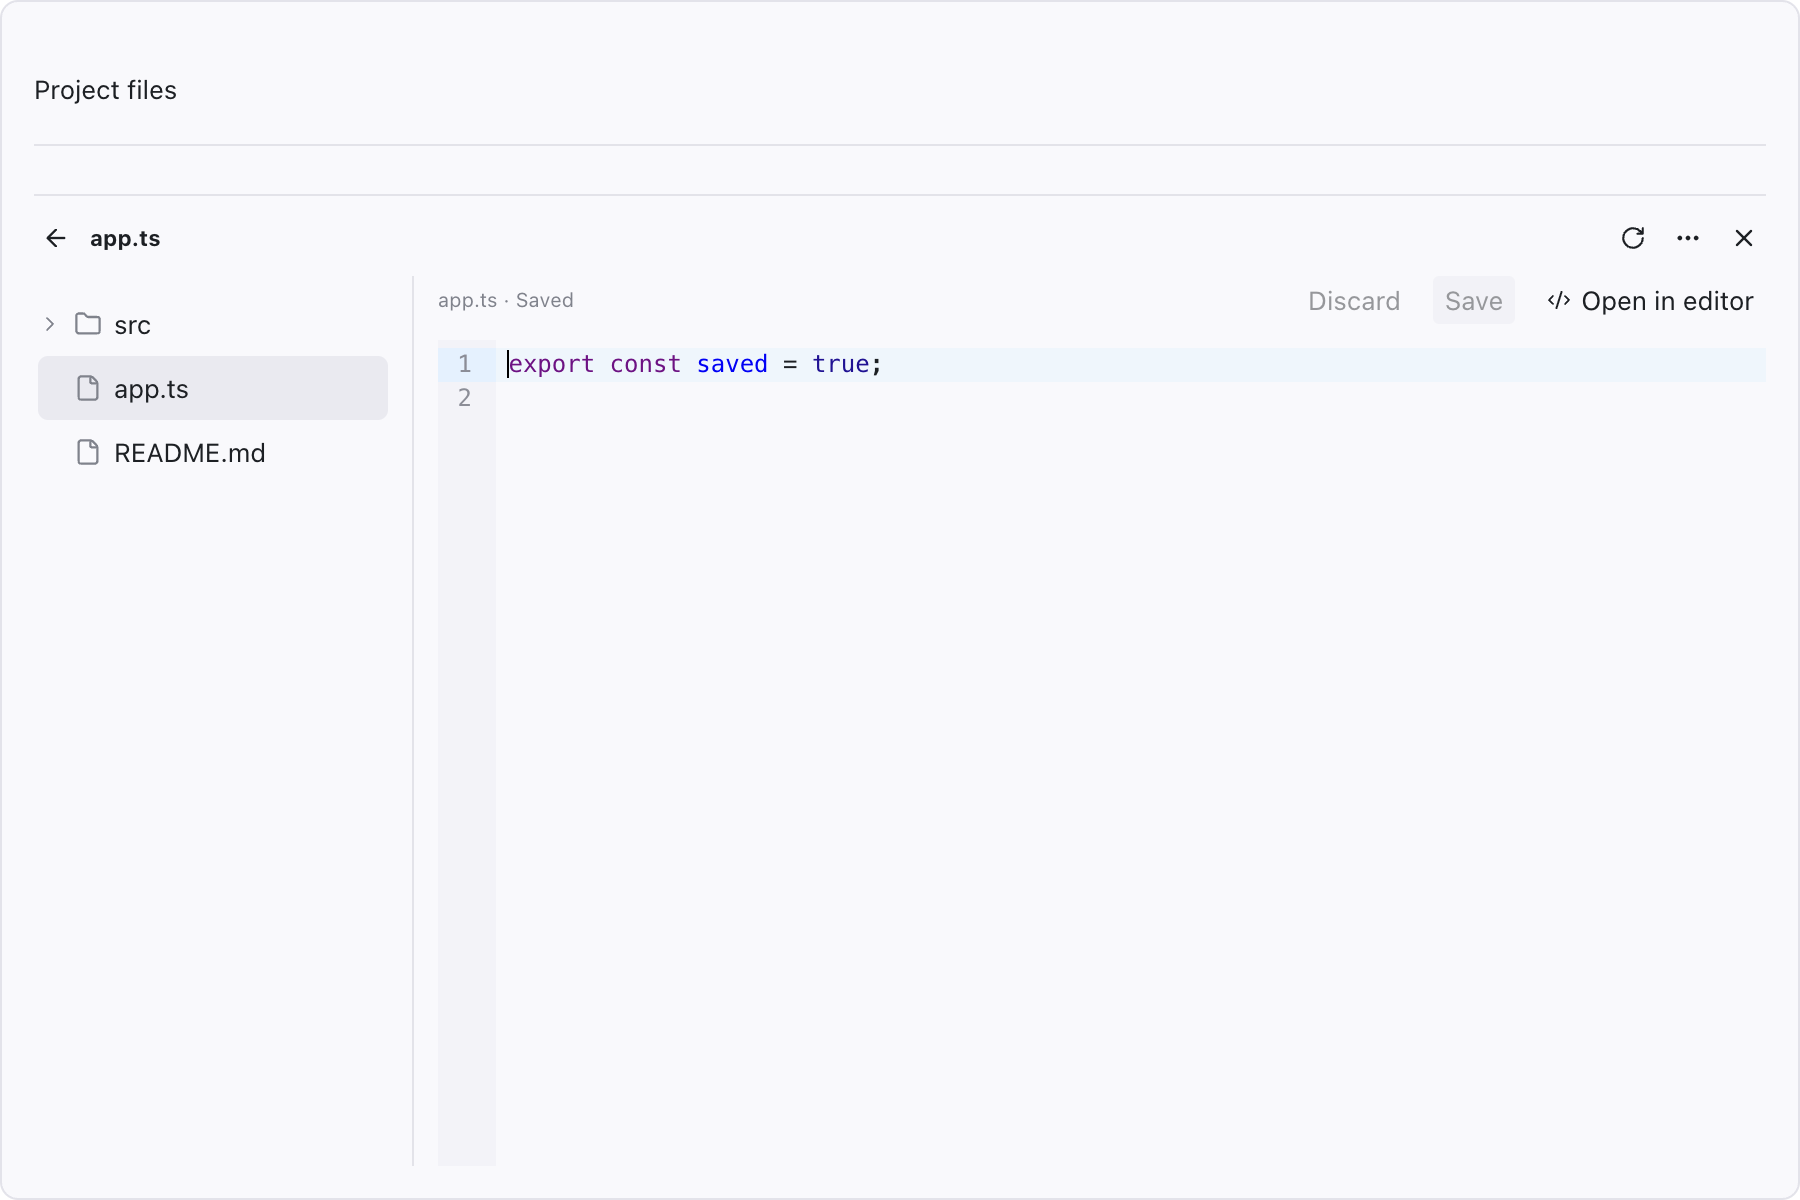 Project files
app.ts
src
app.ts
README.md
app.ts · Saved
Discard
Save
</> Open in editor
1 export const saved = true;
2